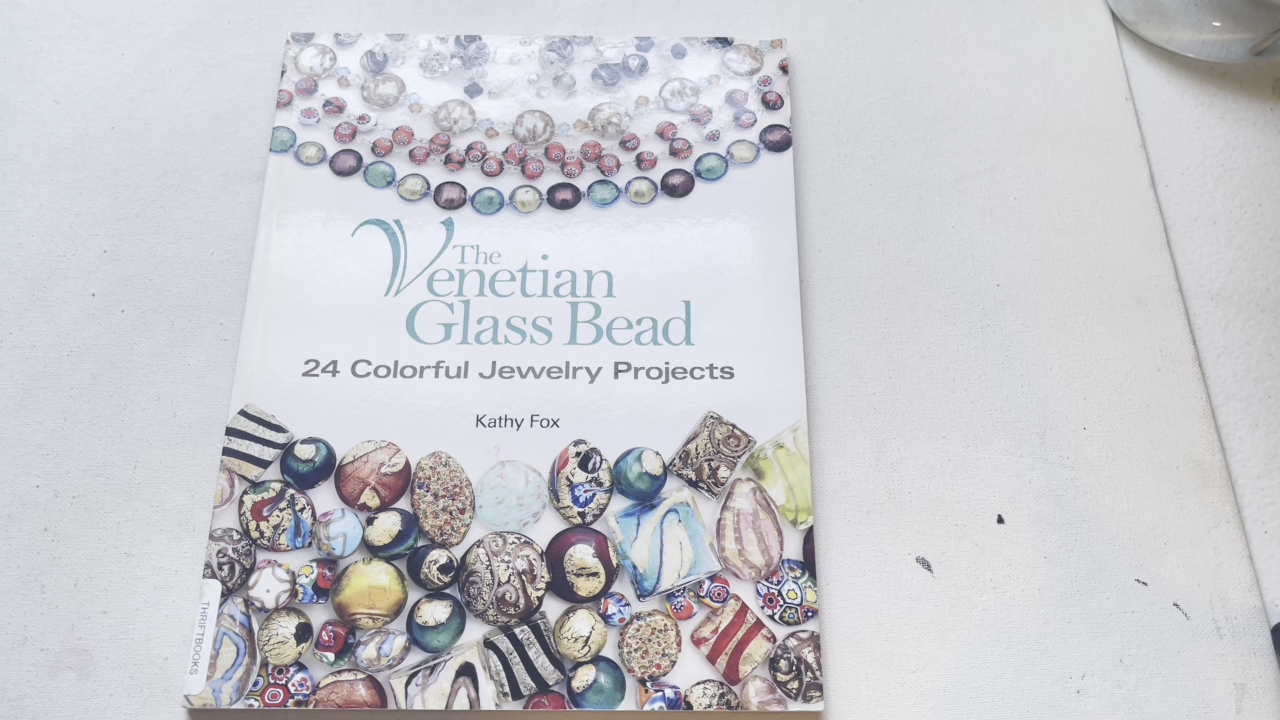 The
Venetian
Glass Bead
24 Colorful Jewelry Projects
Kathy Fox
THRIFTBOOKS